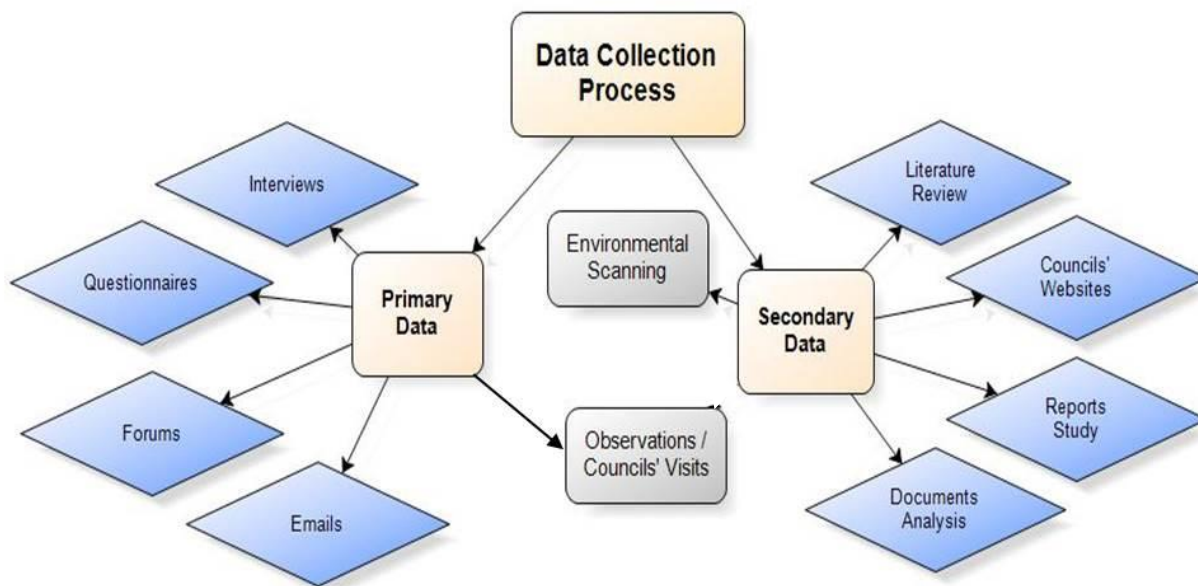 Data Collection
Process
Interviews
Literature
Review
Environmental
Scanning
Questionnaires
Councils'
Websites
Primary
Data
Secondary
Data
Forums
Observations /
Councils' Visits
Reports
Study
Emails
Documents
Analysis